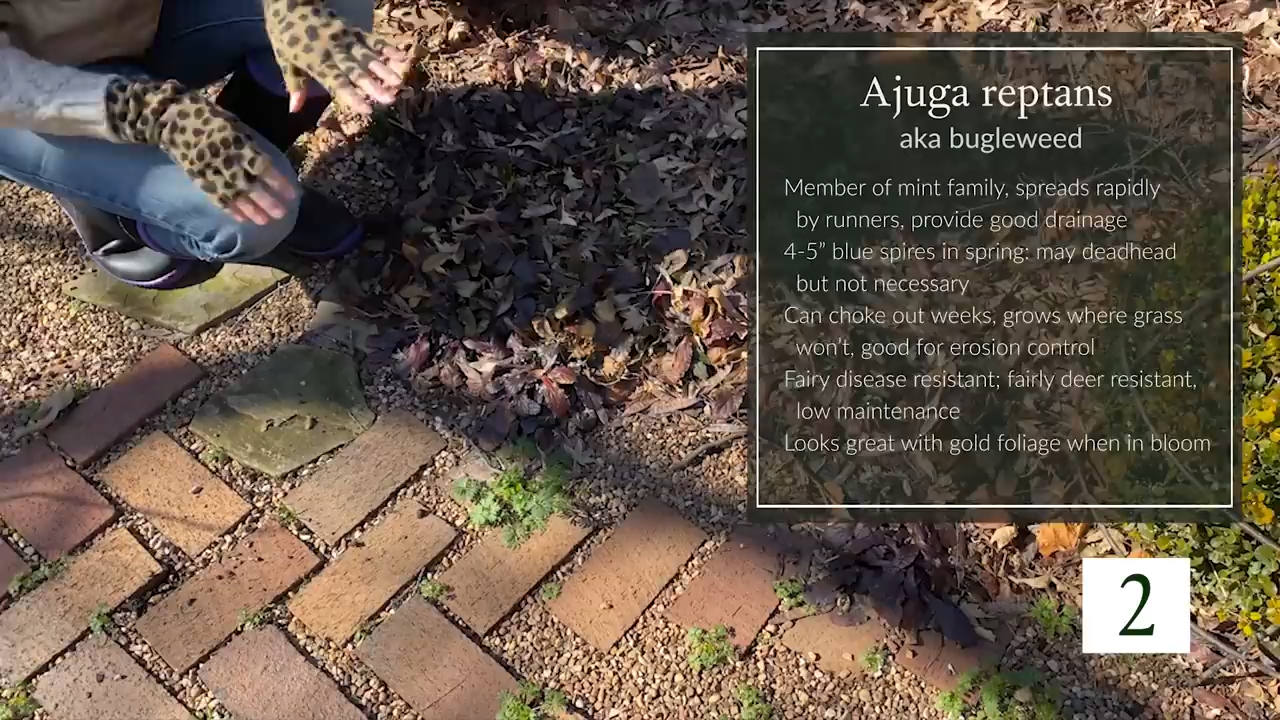 Ajuga reptans
aka bugleweed
Member of mint family, spreads rapidly
by runners, provide good drainage
4-5” blue spires in spring: may deadhead
but not necessary
Can choke out weeks, grows where grass
won’t, good for erosion control
Fairy disease resistant; fairly deer resistant,
low maintenance
Looks great with gold foliage when in bloom
2